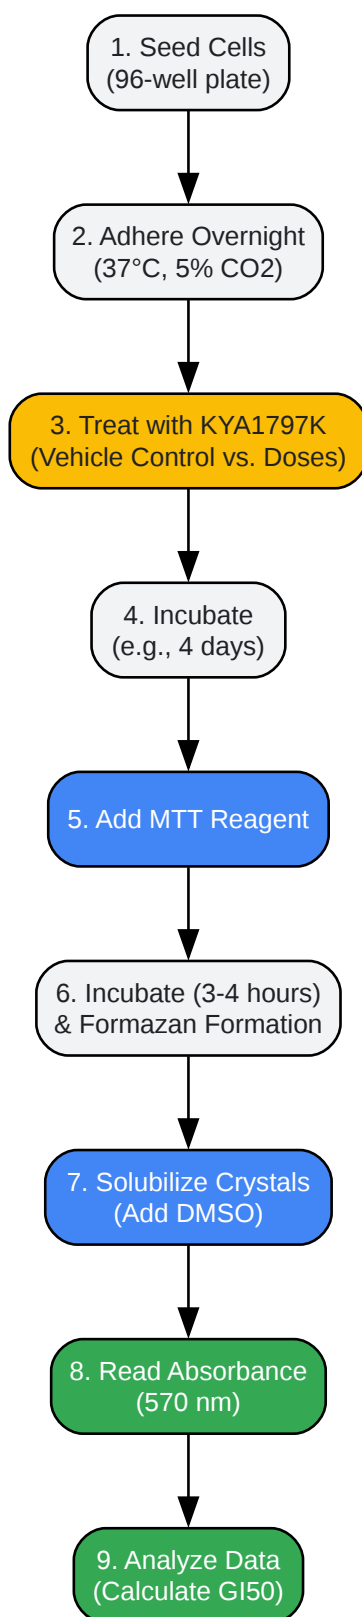 1. Seed Cells
(96-well plate)
2. Adhere Overnight
(37°C, 5% CO2)
3. Treat with KYA1797K
(Vehicle Control vs. Doses)
4. Incubate
(e.g., 4 days)
5. Add MTT Reagent
6. Incubate (3-4 hours)
& Formazan Formation
7. Solubilize Crystals
(Add DMSO)
8. Read Absorbance
(570 nm)
9. Analyze Data
(Calculate GI50)